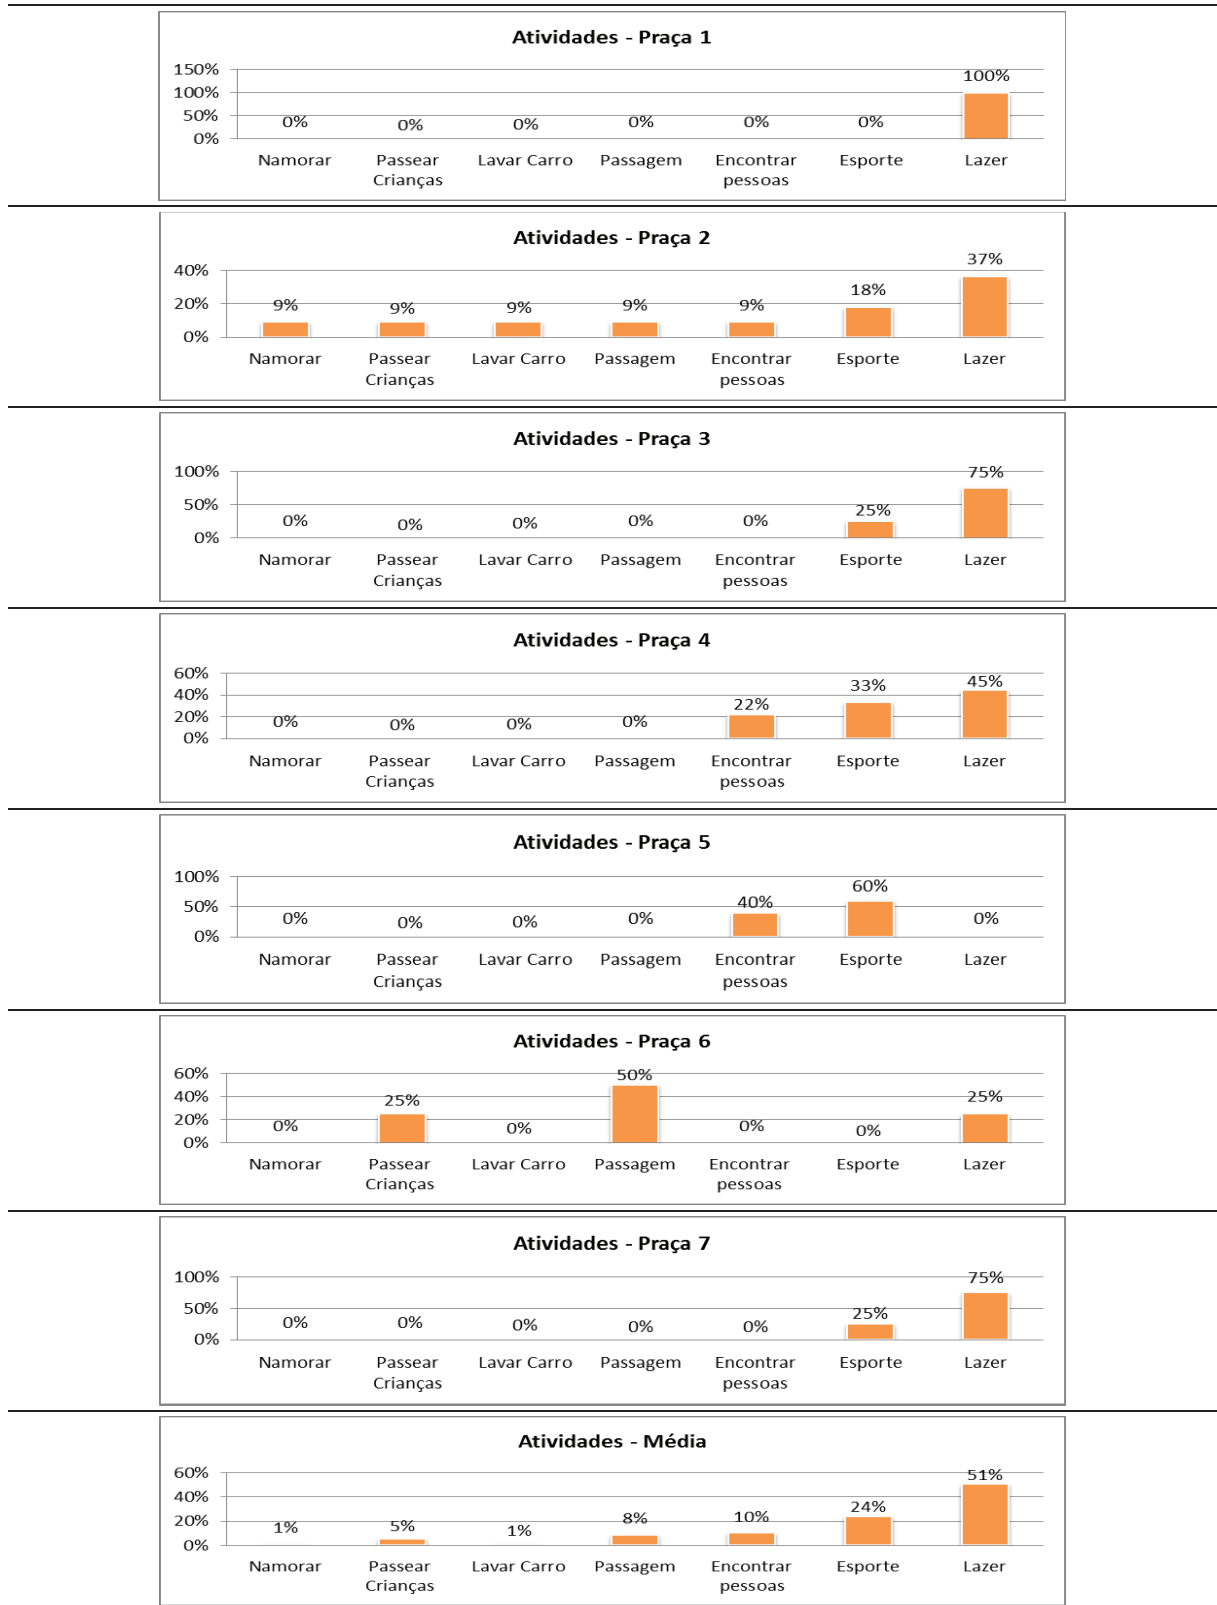 Atividades - Praça 1
150%
100%
50%
0%
0% 0% 0% 0% 0% 0% 100%
Namorar Passear Crianças Lavar Carro Passagem Encontrar pessoas Esporte Lazer
Atividades - Praça 2
40%
20%
0%
9% 9% 9% 9% 9% 18% 37%
Namorar Passear Crianças Lavar Carro Passagem Encontrar pessoas Esporte Lazer
Atividades - Praça 3
100%
50%
0%
0% 0% 0% 0% 0% 25% 75%
Namorar Passear Crianças Lavar Carro Passagem Encontrar pessoas Esporte Lazer
Atividades - Praça 4
60%
40%
20%
0%
0% 0% 0% 0% 22% 33% 45%
Namorar Passear Crianças Lavar Carro Passagem Encontrar pessoas Esporte Lazer
Atividades - Praça 5
100%
50%
0%
0% 0% 0% 0% 40% 60% 0%
Namorar Passear Crianças Lavar Carro Passagem Encontrar pessoas Esporte Lazer
Atividades - Praça 6
60%
40%
20%
0%
0% 25% 0% 50% 0% 0% 25%
Namorar Passear Crianças Lavar Carro Passagem Encontrar pessoas Esporte Lazer
Atividades - Praça 7
100%
50%
0%
0% 0% 0% 0% 0% 25% 75%
Namorar Passear Crianças Lavar Carro Passagem Encontrar pessoas Esporte Lazer
Atividades - Média
60%
40%
20%
0%
1% 5% 1% 8% 10% 24% 51%
Namorar Passear Crianças Lavar Carro Passagem Encontrar pessoas Esporte Lazer